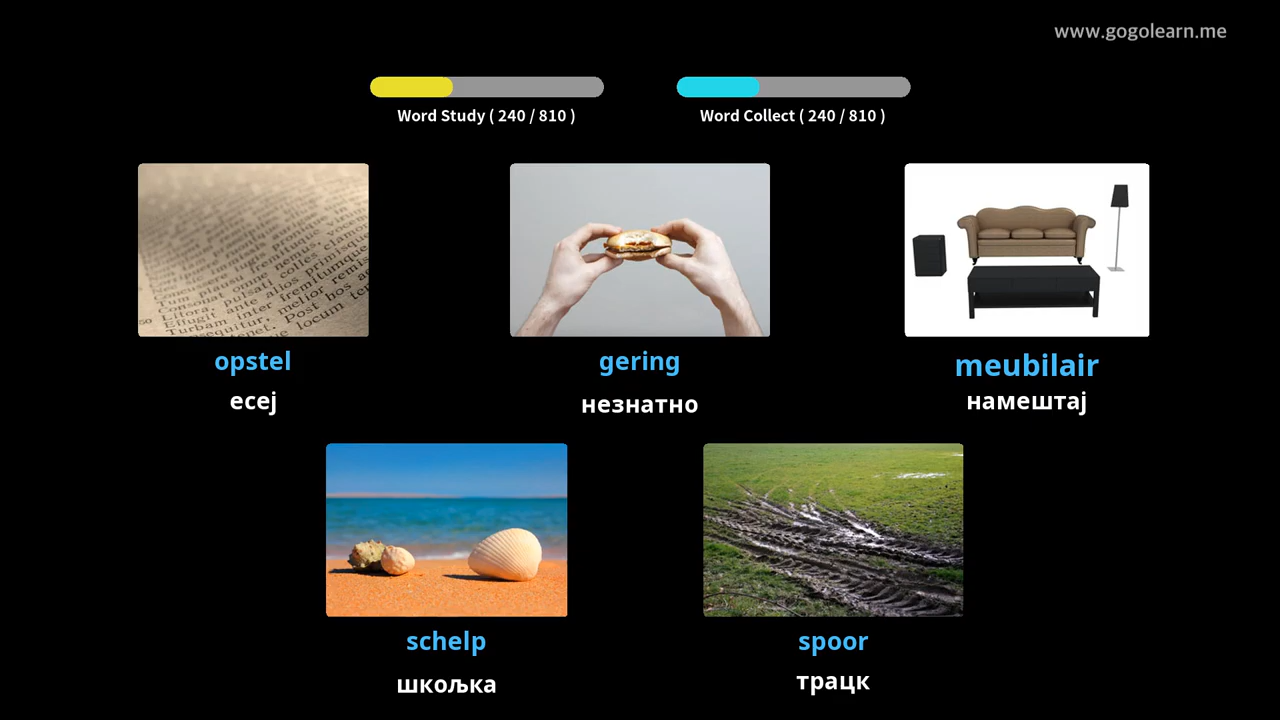 www.gogolearn.me
Word Study ( 240 / 810 )
Word Collect ( 240 / 810 )
opstel
gering
meubilair
есеј
незнатно
намештај
schelp
spoor
шкољка
трацк